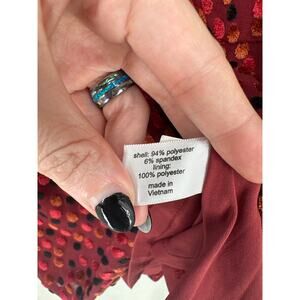 shell: 94% polyester
6% spandex
lining:
100% polyester
made in
Vietnam